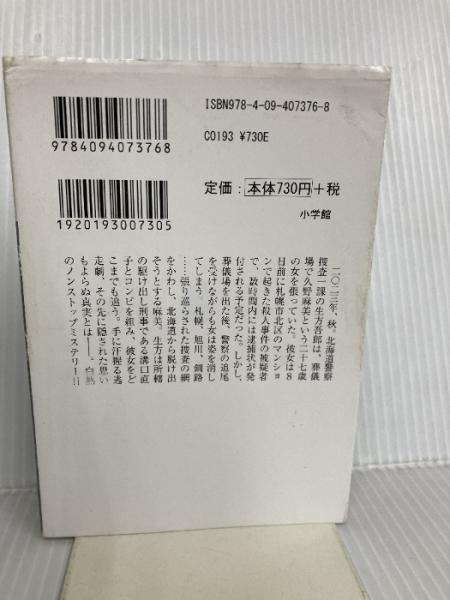 ISBN978-4-09-407376-8
C0193 ¥730E
定価：本体730円＋税
小学館
9784094073768
1920193007305
二〇一三年、秋。北海道警察
捜査一課の生方吾郎は、葬儀
場で久野麻美という二十七歳
の女を張っていた。彼女は8
日前に札幌市北区のマンショ
ンで起きた殺人事件の被疑者
で、数時間内には逮捕状が発
付される予定だった。しかし、
葬儀場を出た後、警察の追尾
を受けながらも女は姿を消し
てしまう。札幌、旭川、釧路
……張り巡らされた捜査の網
をかわし、北海道から脱け出
そうとする麻美。生方は所轄
の駆け出し刑事である溝口直
子とコンビを組み、彼女をど
こまでも追う。手に汗握る逃
走劇、その先に隠された思い
もよらぬ真実とは——。白熱
のノンストップミステリー!!